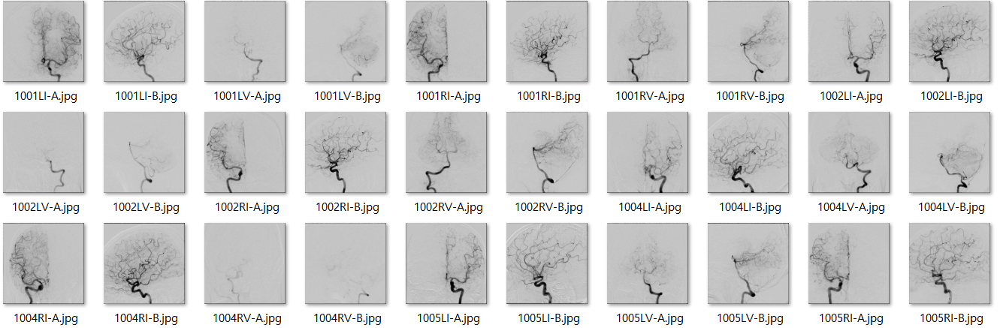 1001LI-A.jpg 1001LI-B.jpg 1001LV-A.jpg 1001LV-B.jpg 1001RI-A.jpg 1001RI-B.jpg 1001RV-A.jpg 1001RV-B.jpg 1002LI-A.jpg 1002LI-B.jpg
1002LV-A.jpg 1002LV-B.jpg 1002RI-A.jpg 1002RI-B.jpg 1002RV-A.jpg 1002RV-B.jpg 1004LI-A.jpg 1004LI-B.jpg 1004LV-A.jpg 1004LV-B.jpg
1004RI-A.jpg 1004RI-B.jpg 1004RV-A.jpg 1004RV-B.jpg 1005LI-A.jpg 1005LI-B.jpg 1005LV-A.jpg 1005LV-B.jpg 1005RI-A.jpg 1005RI-B.jpg